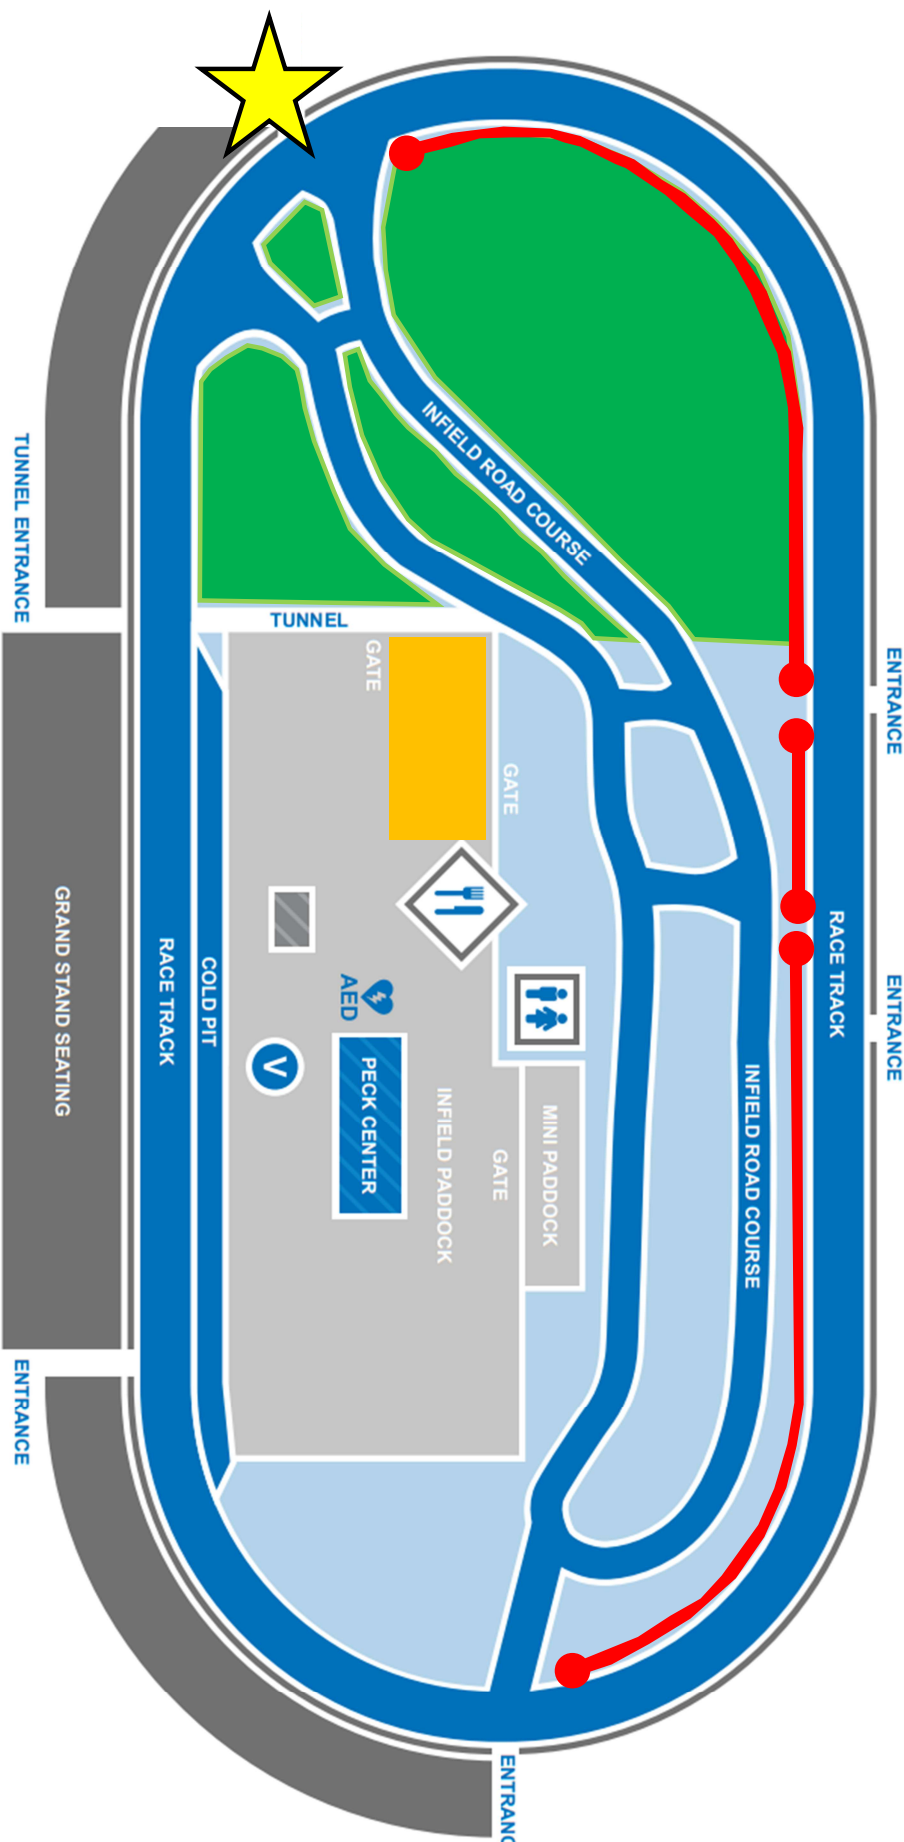 INFIELD ROAD COURSE
TUNNEL ENTRANCE
TUNNEL
GATE
ENTRANCE
GATE
GRAND STAND SEATING
RACE TRACK
COLD PIT
AED
V
PECK CENTER
INFIELD PADDOCK
GATE
MINI PADDOCK
INFIELD ROAD COURSE
RACE TRACK
ENTRANCE
ENTRANCE
ENTRANC